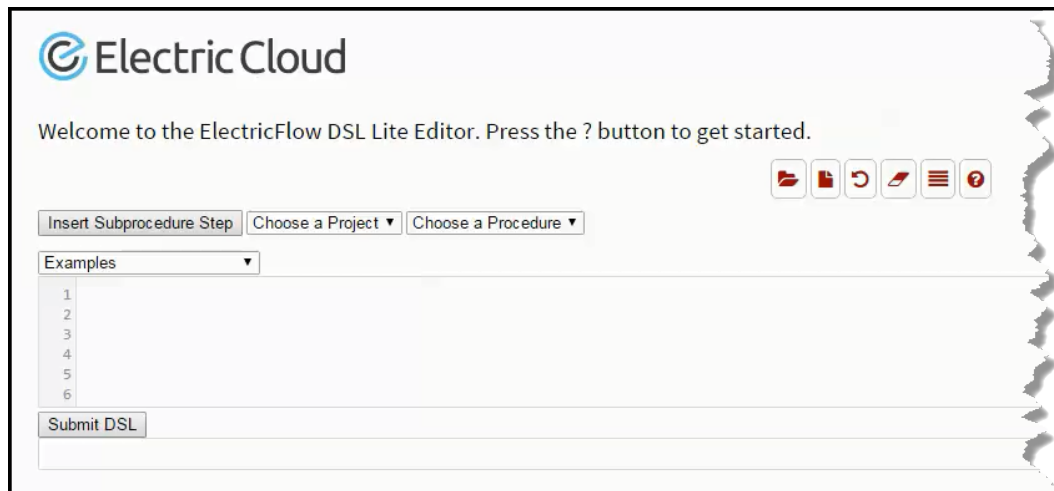 Electric Cloud
Welcome to the ElectricFlow DSL Lite Editor. Press the ? button to get started.
?
Insert Subprocedure Step Choose a Project Choose a Procedure
Examples
1
2
3
4
5
6
Submit DSL